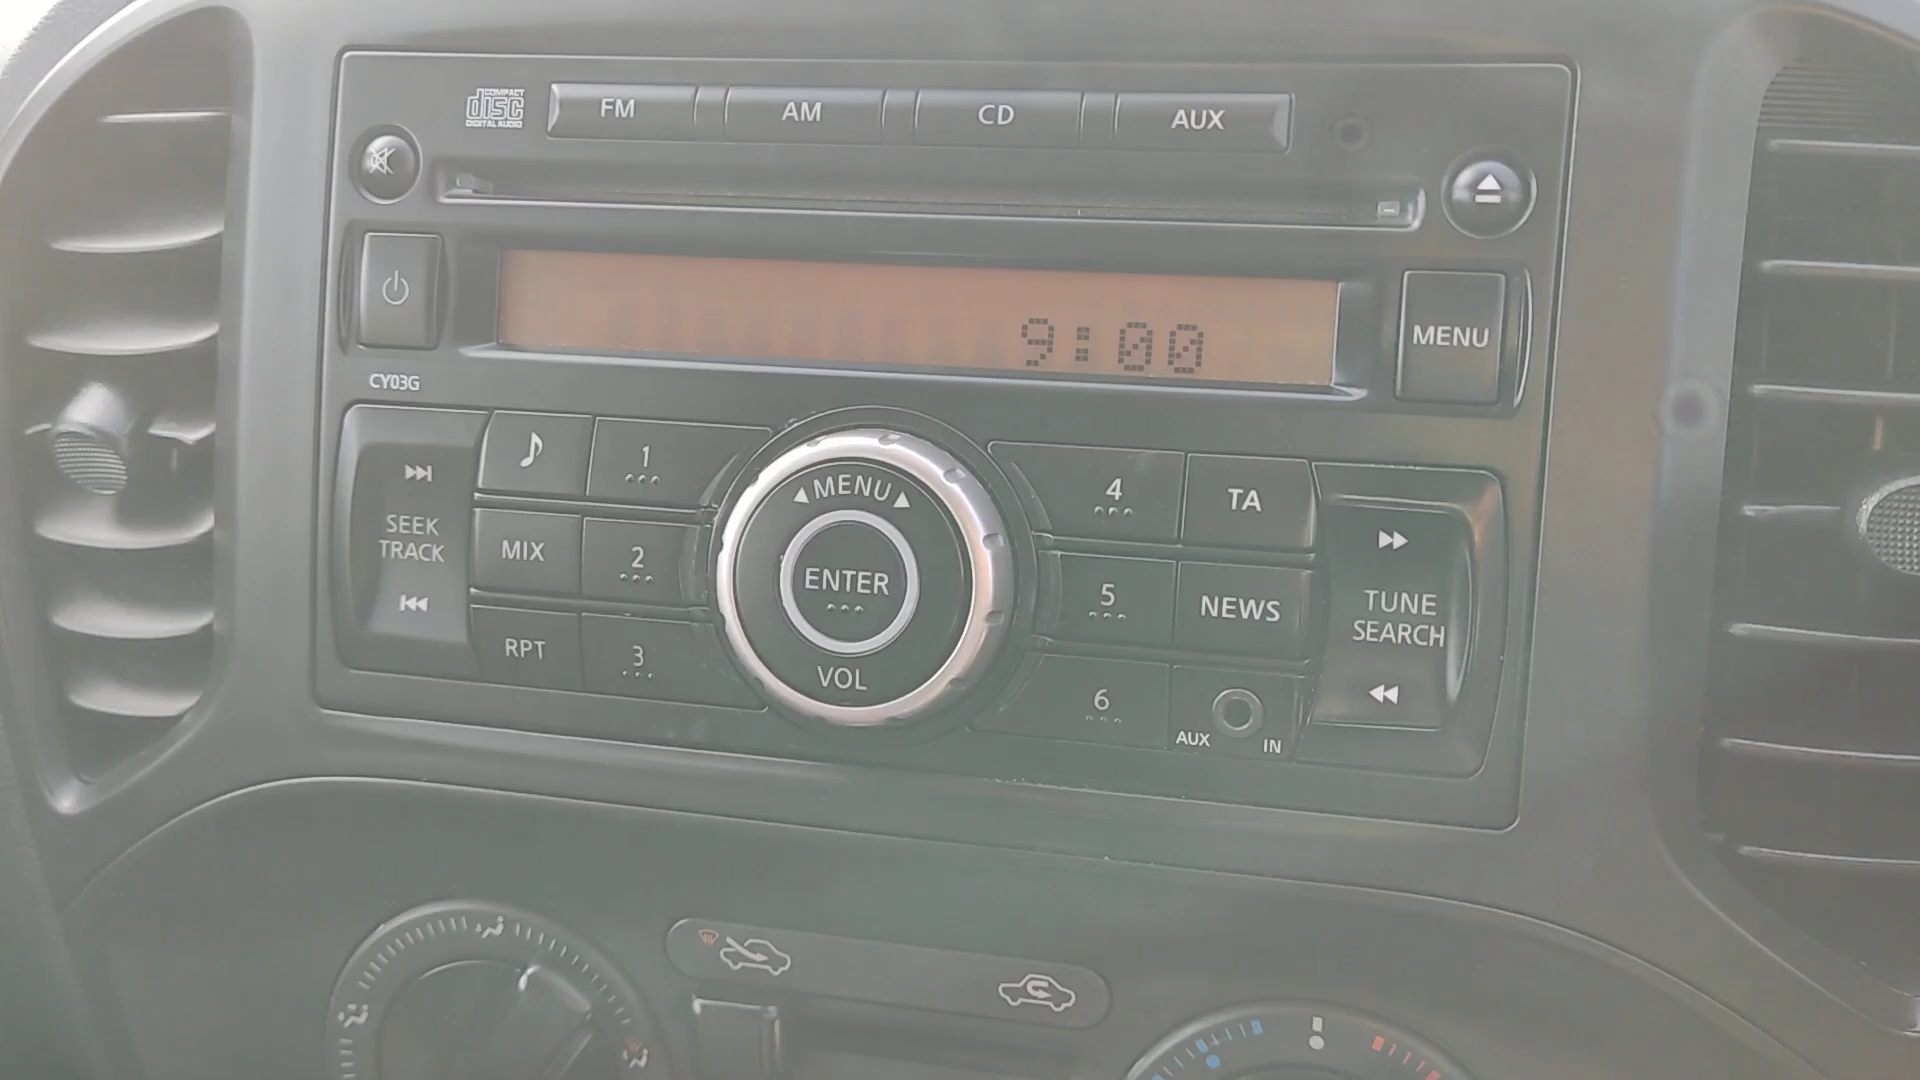 COMPACT
disc
DIGITAL AUDIO
FM
AM
CD
AUX
9:00
MENU
CY03G
SEEK
TRACK
1
MIX
2
RPT
3
MENU
ENTER
VOL
4
TA
5
NEWS
6
AUX
IN
TUNE
SEARCH